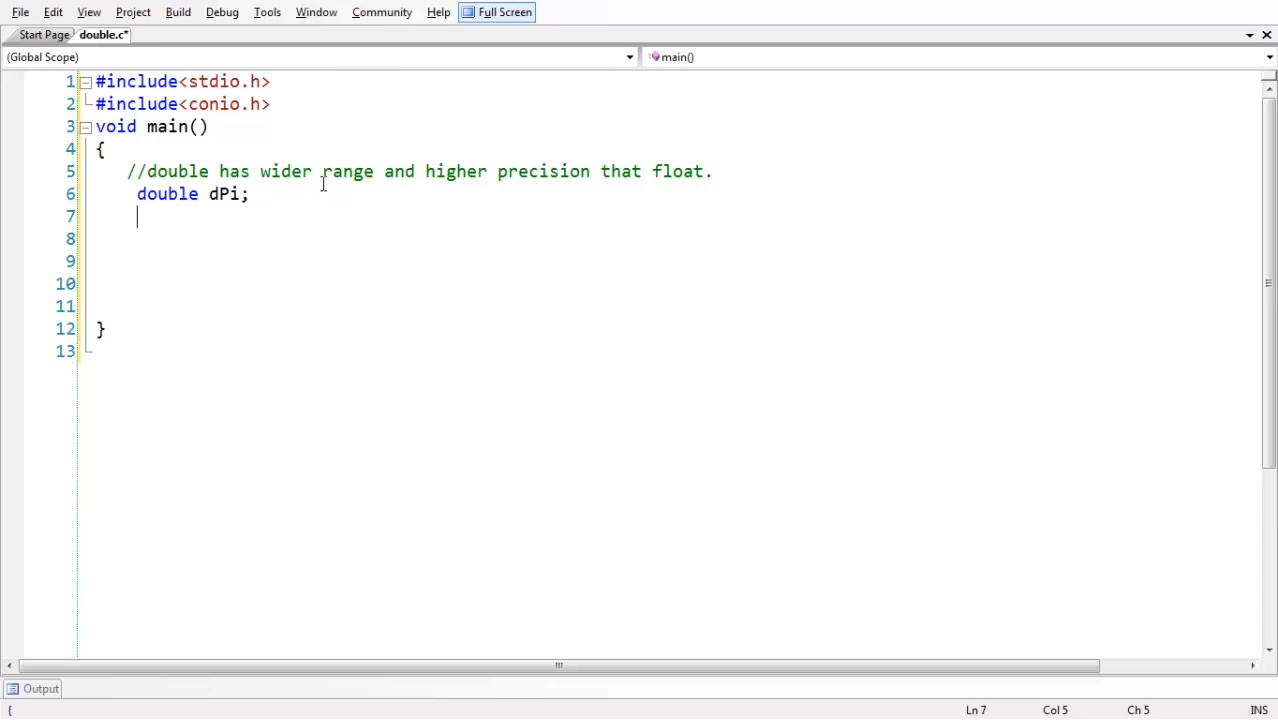 File Edit View Project Build Debug Tools Window Community Help Full Screen
Start Page double.c*
(Global Scope) main()
1 #include<stdio.h>
2 #include<conio.h>
3 void main()
4 {
5 //double has wider range and higher precision that float.
6 double dPi;
7
8
9
10
11
12 }
13
Output
{ Ln 7 Col 5 Ch 5 INS